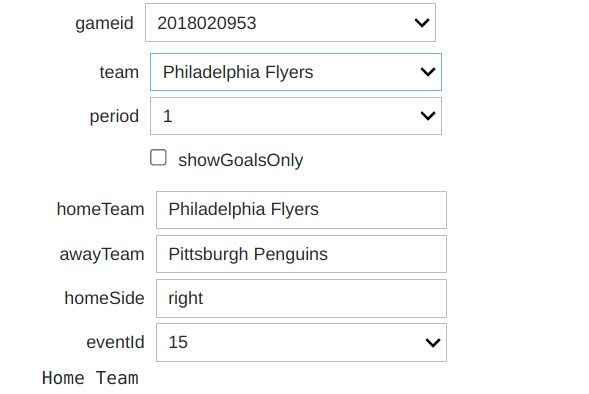 gameid 2018020953
team Philadelphia Flyers
period 1
showGoalsOnly
homeTeam Philadelphia Flyers
awayTeam Pittsburgh Penguins
homeSide right
eventId 15
Home Team